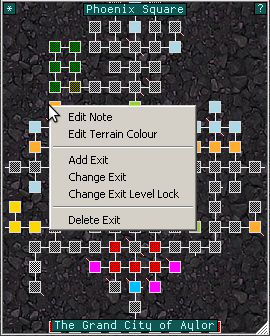 * Phoenix Square ?
Edit Note
Edit Terrain Colour
Add Exit
Change Exit
Change Exit Level Lock
Delete Exit
The Grand City of Aylor